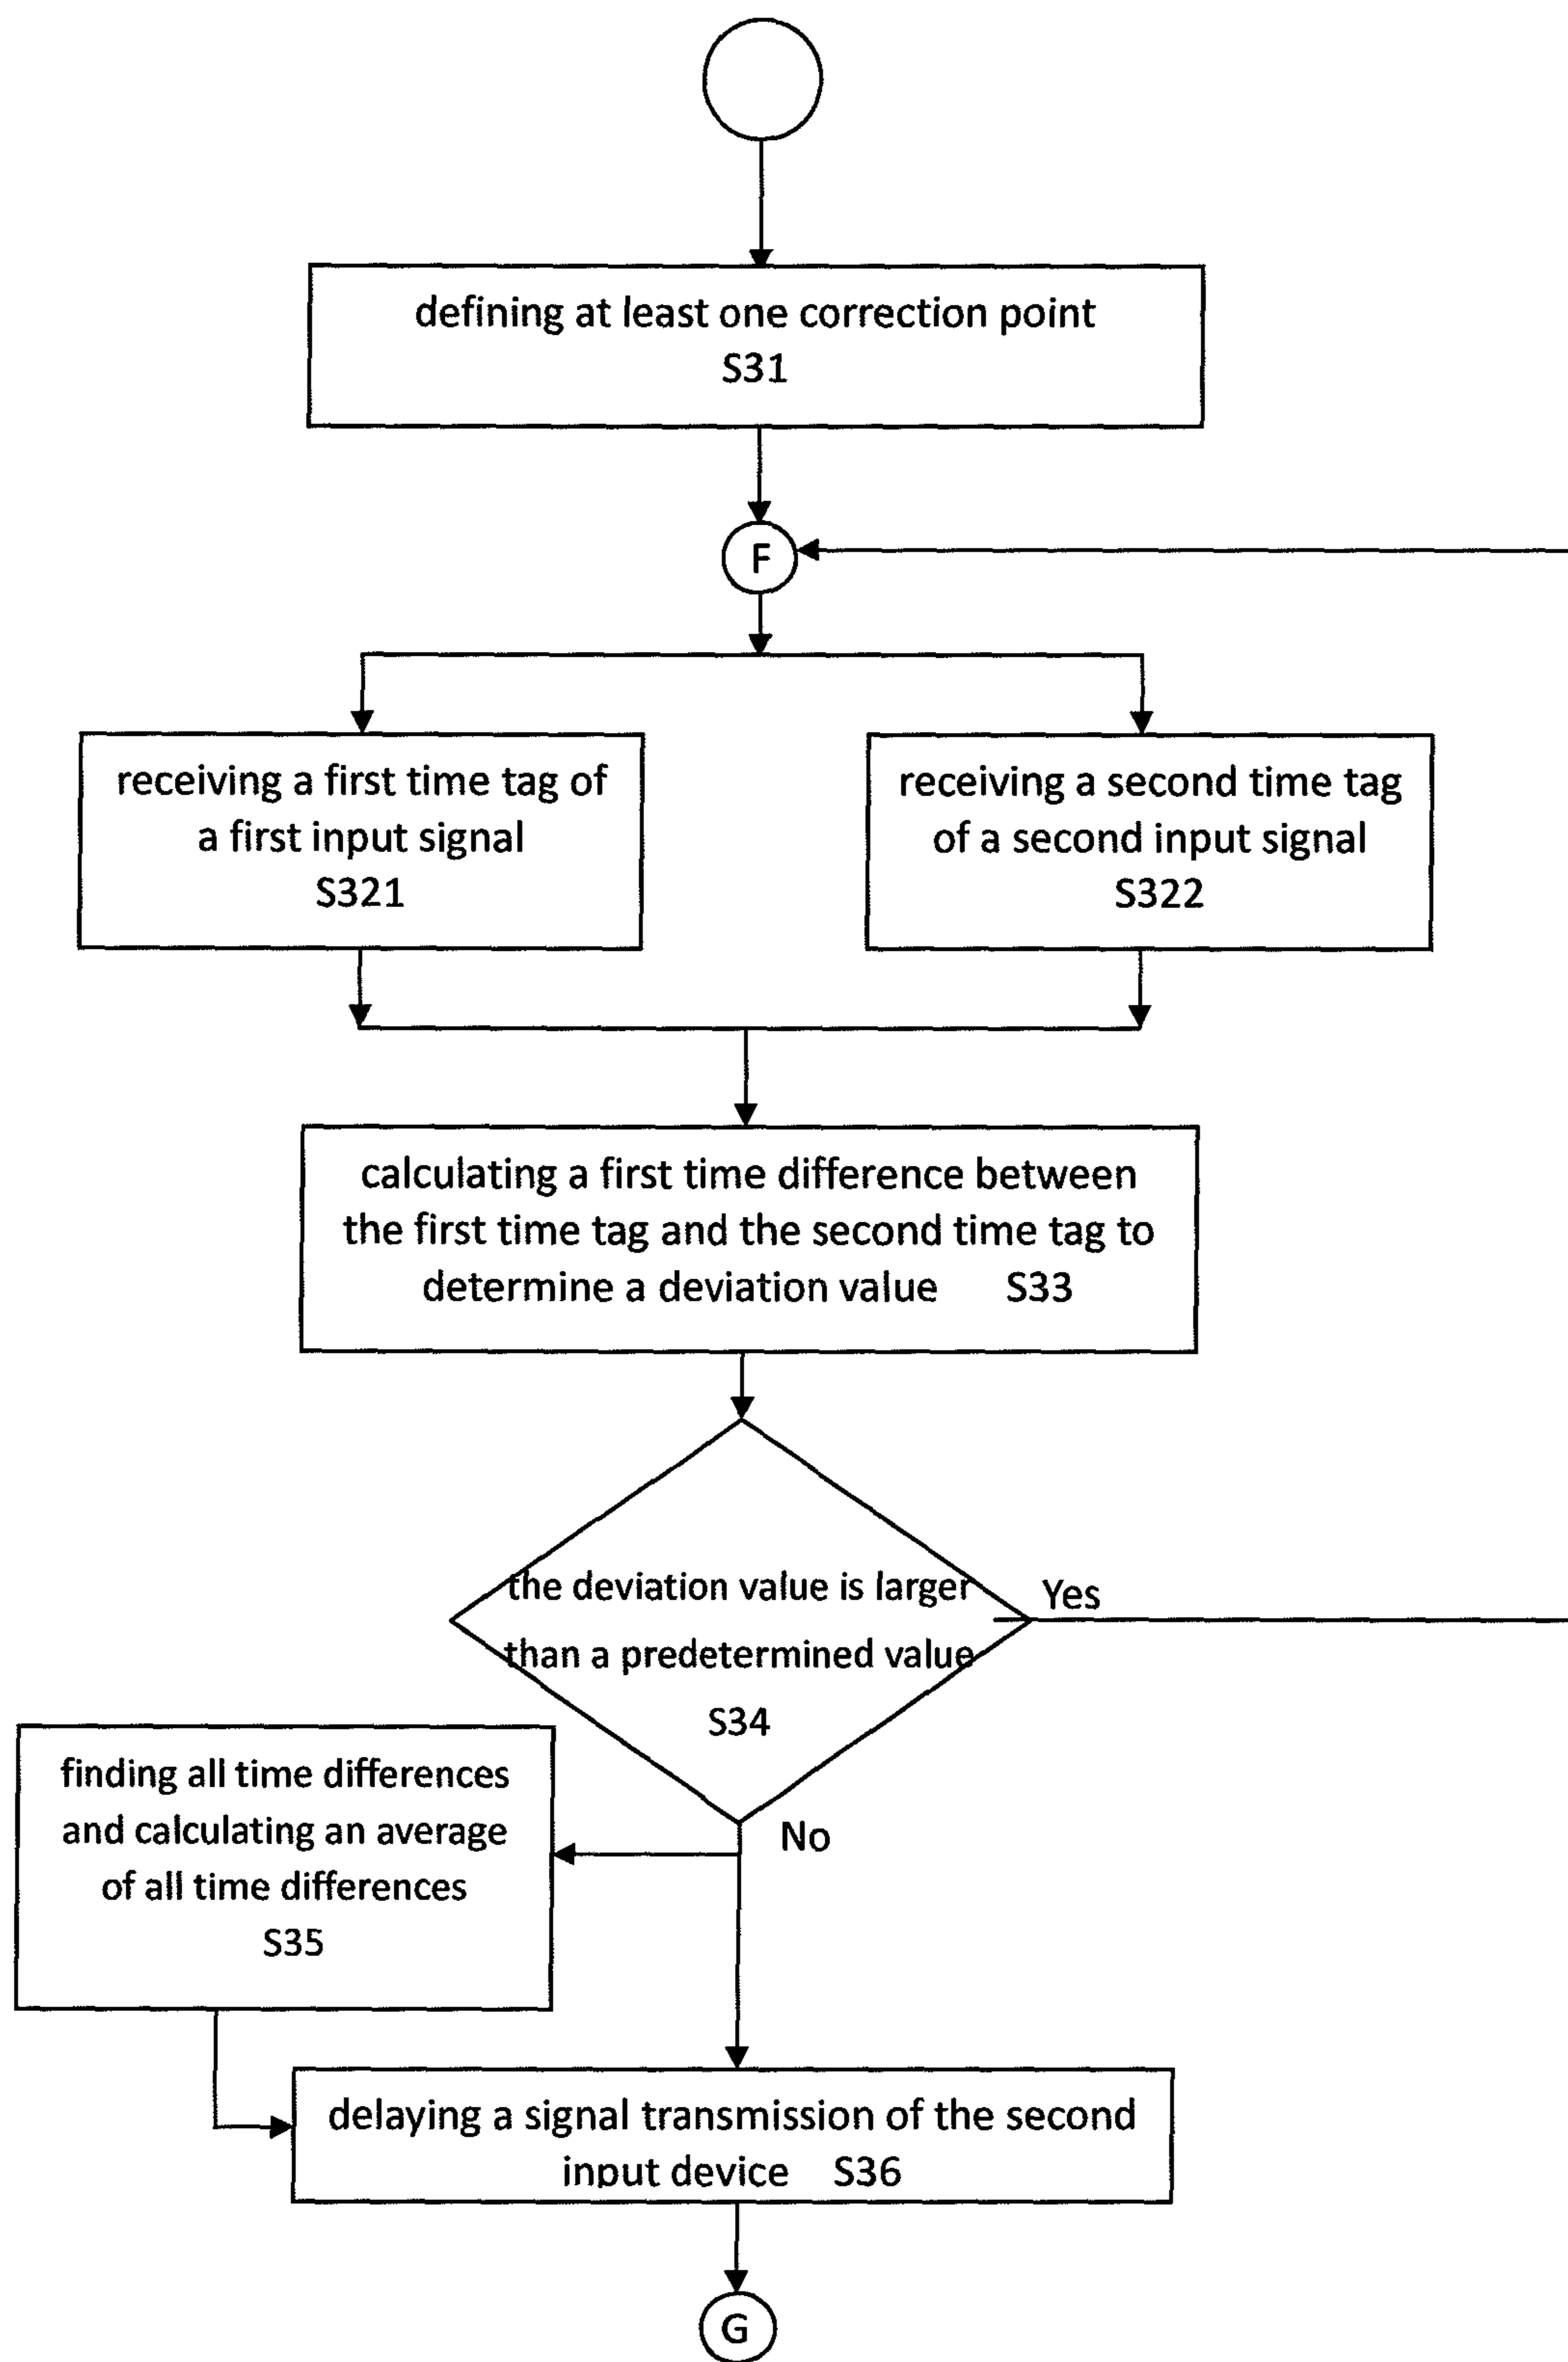 defining at least one correction point
S31
F
receiving a first time tag of
a first input signal
S321
receiving a second time tag
of a second input signal
S322
calculating a first time difference between
the first time tag and the second time tag to
determine a deviation value S33
the deviation value is larger
than a predetermined value
S34
Yes
No
finding all time differences
and calculating an average
of all time differences
S35
delaying a signal transmission of the second
input device S36
G